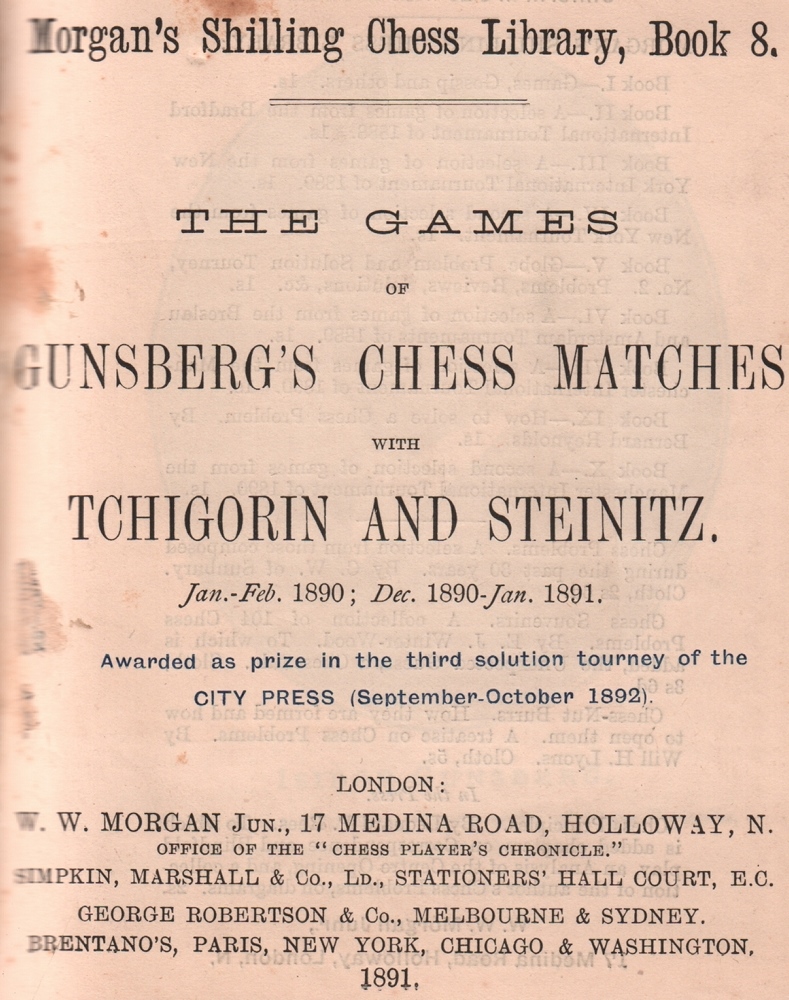 Morgan's Shilling Chess Library, Book 8.
THE GAMES
OF
GUNSBERG'S CHESS MATCHES
WITH
TCHIGORIN AND STEINITZ.
Jan.-Feb. 1890; Dec. 1890-Jan. 1891.
Awarded as prize in the third solution tourney of the
CITY PRESS (September-October 1892).
LONDON:
W. W. MORGAN Jun., 17 MEDINA ROAD, HOLLOWAY, N.
OFFICE OF THE "CHESS PLAYER'S CHRONICLE."
SIMPKIN, MARSHALL & Co., Ld., STATIONERS' HALL COURT, E.C.
GEORGE ROBERTSON & Co., MELBOURNE & SYDNEY.
BRENTANO'S, PARIS, NEW YORK, CHICAGO & WASHINGTON,
1891.